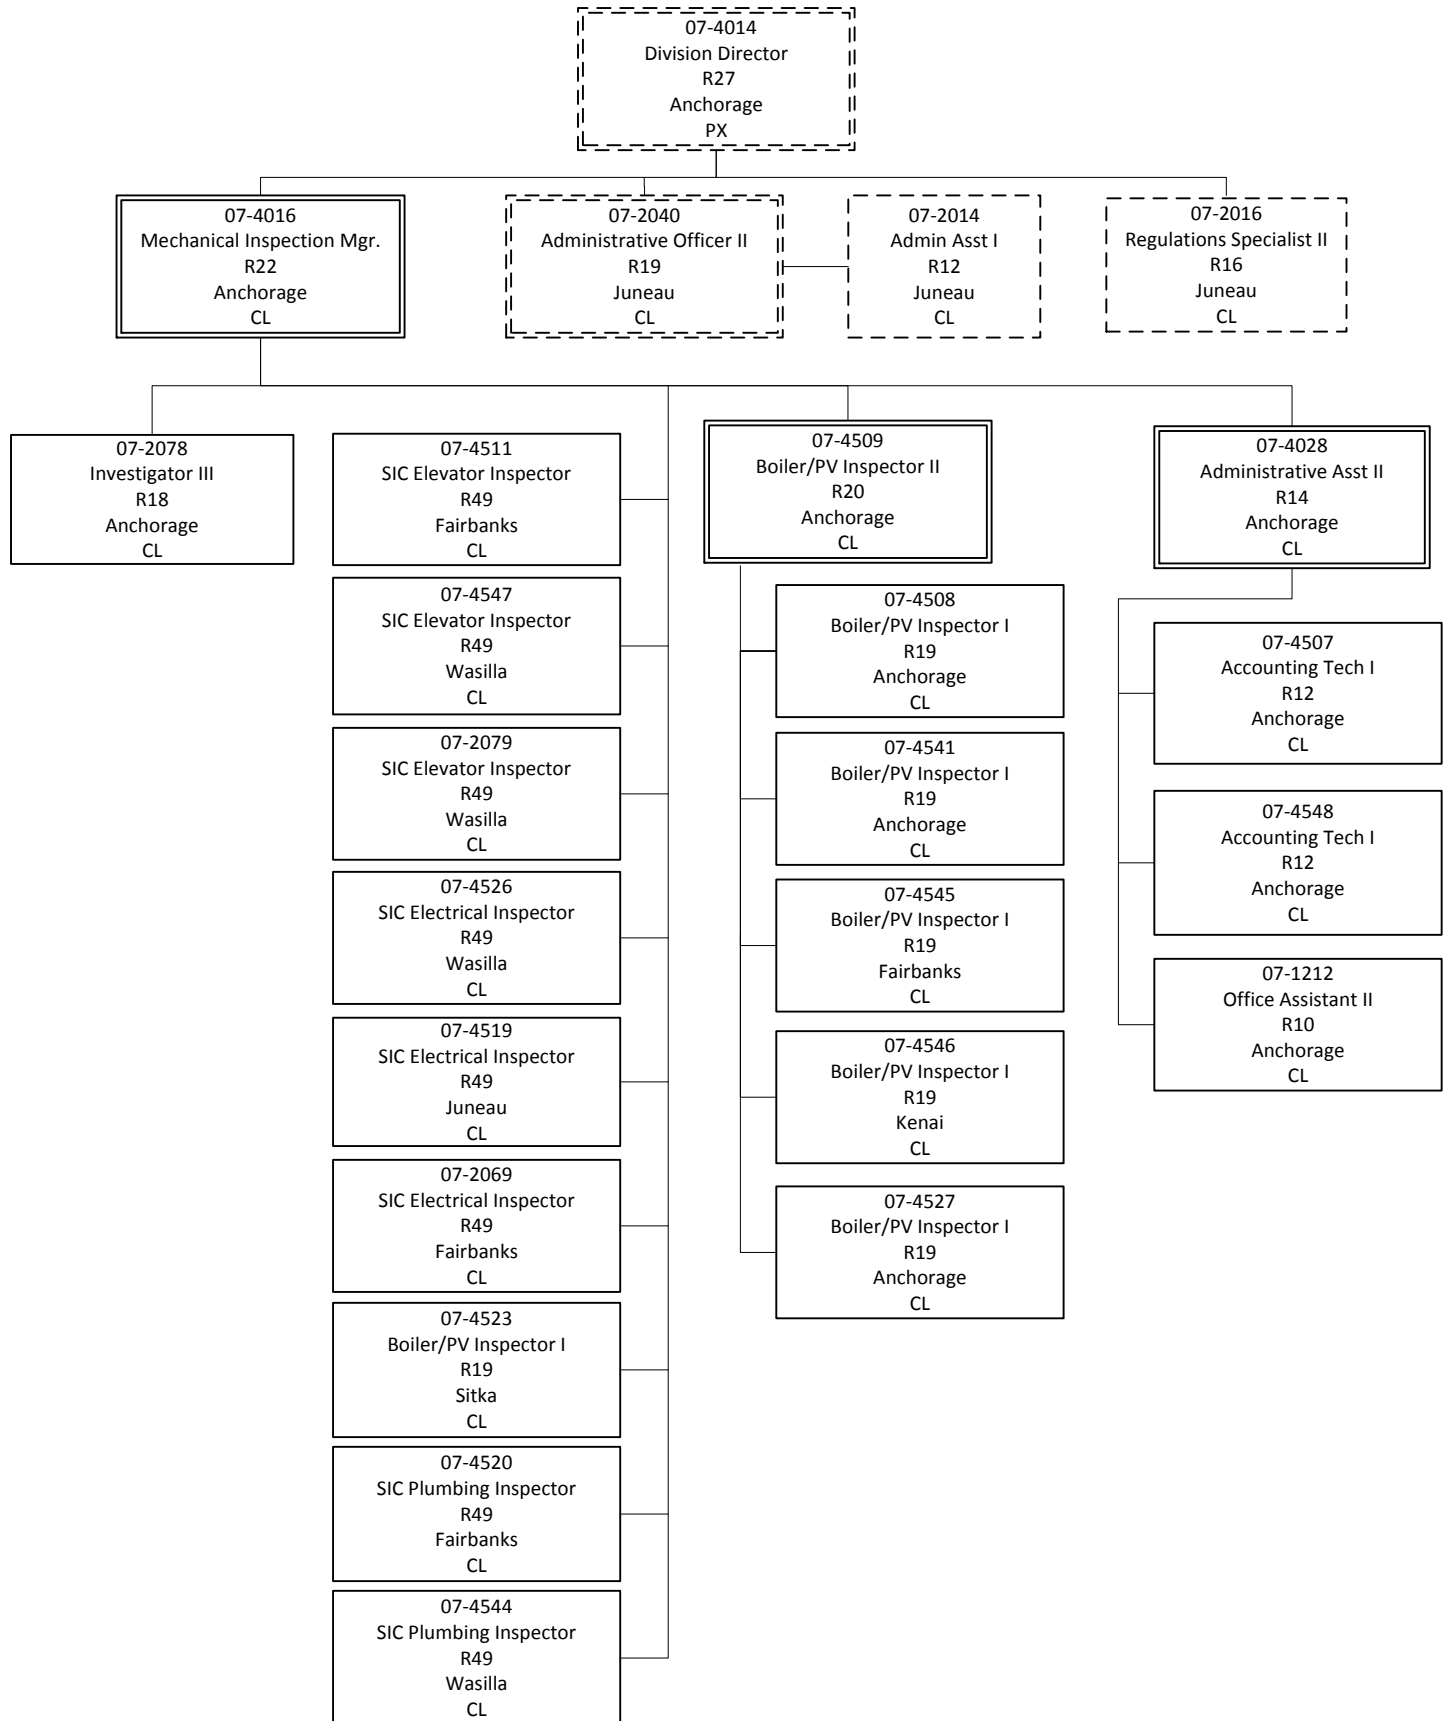 07-4014
Division Director
R27
Anchorage
PX
07-4016
Mechanical Inspection Mgr.
R22
Anchorage
CL
07-2040
Administrative Officer II
R19
Juneau
CL
07-2014
Admin Asst I
R12
Juneau
CL
07-2016
Regulations Specialist II
R16
Juneau
CL
07-2078
Investigator III
R18
Anchorage
CL
07-4511
SIC Elevator Inspector
R49
Fairbanks
CL
07-4547
SIC Elevator Inspector
R49
Wasilla
CL
07-2079
SIC Elevator Inspector
R49
Wasilla
CL
07-4526
SIC Electrical Inspector
R49
Wasilla
CL
07-4519
SIC Electrical Inspector
R49
Juneau
CL
07-2069
SIC Electrical Inspector
R49
Fairbanks
CL
07-4523
Boiler/PV Inspector I
R19
Sitka
CL
07-4520
SIC Plumbing Inspector
R49
Fairbanks
CL
07-4544
SIC Plumbing Inspector
R49
Wasilla
CL
07-4509
Boiler/PV Inspector II
R20
Anchorage
CL
07-4508
Boiler/PV Inspector I
R19
Anchorage
CL
07-4541
Boiler/PV Inspector I
R19
Anchorage
CL
07-4545
Boiler/PV Inspector I
R19
Fairbanks
CL
07-4546
Boiler/PV Inspector I
R19
Kenai
CL
07-4527
Boiler/PV Inspector I
R19
Anchorage
CL
07-4028
Administrative Asst II
R14
Anchorage
CL
07-4507
Accounting Tech I
R12
Anchorage
CL
07-4548
Accounting Tech I
R12
Anchorage
CL
07-1212
Office Assistant II
R10
Anchorage
CL